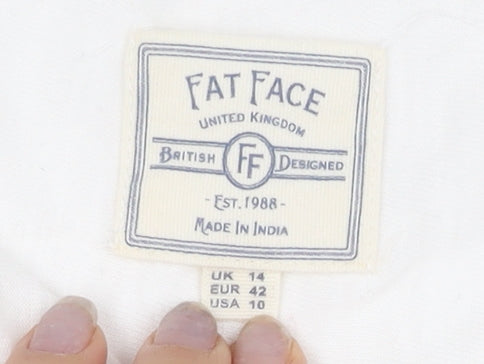 FAT FACE
UNITED KINGDOM
BRITISH FF DESIGNED
- EST. 1988 -
MADE IN INDIA
UK 14
EUR 42
USA 10